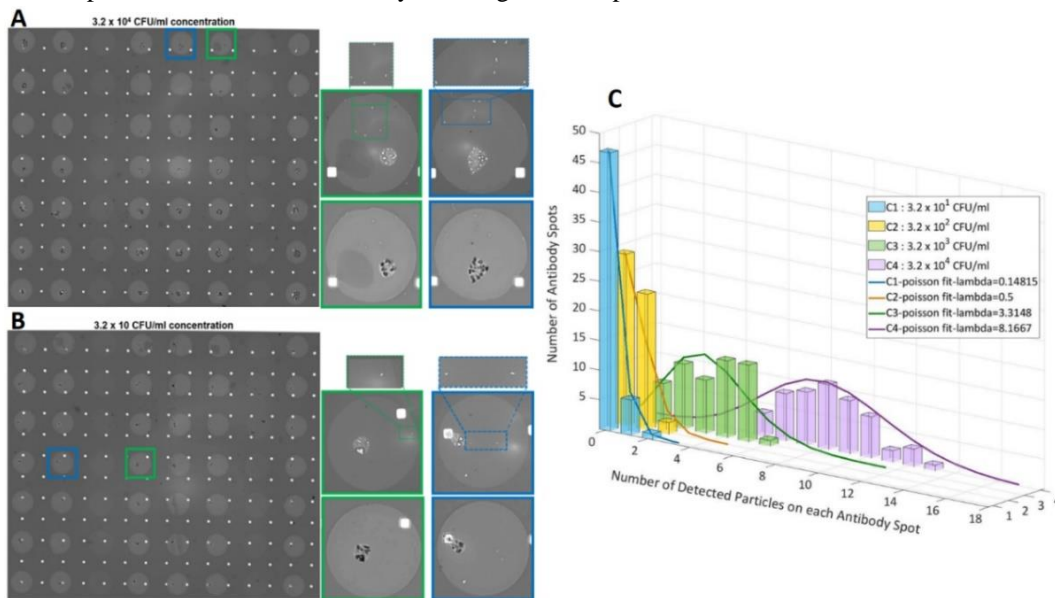 A
3.2 x 10⁴ CFU/ml concentration
B
3.2 x 10 CFU/ml concentration
C
Number of Antibody Spots
50
45
40
35
30
25
20
15
10
5
0
2
4
6
8
10
12
14
16
18
1
2
3
Number of Detected Particles on each Antibody Spot
C1 : 3.2 x 10¹ CFU/ml
C2 : 3.2 x 10² CFU/ml
C3 : 3.2 x 10³ CFU/ml
C4 : 3.2 x 10⁴ CFU/ml
C1-poisson fit-lambda=0.14815
C2-poisson fit-lambda=0.5
C3-poisson fit-lambda=3.3148
C4-poisson fit-lambda=8.1667